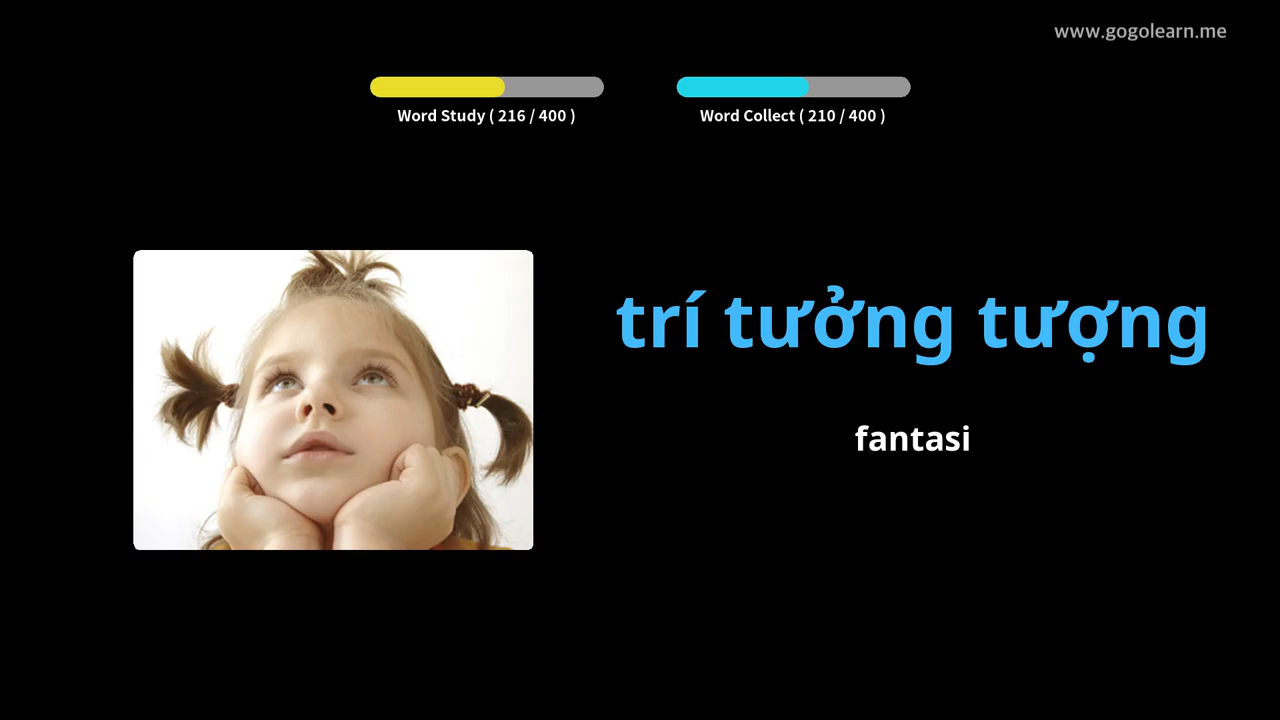 www.gogolearn.me
Word Study ( 216 / 400 )
Word Collect ( 210 / 400 )
trí tưởng tượng
fantasi